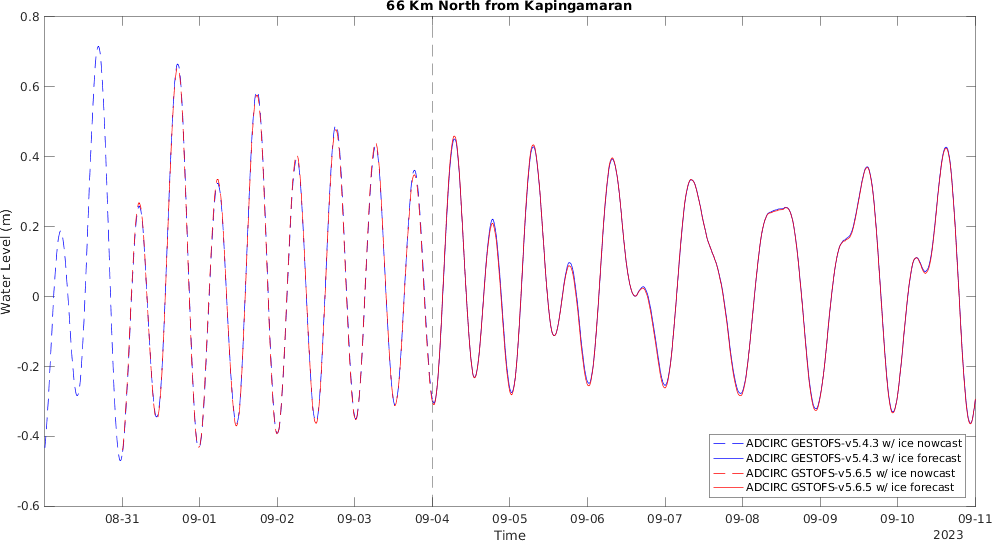 66 Km North from Kapingamaran
Water Level (m)
0.8
0.6
0.4
0.2
0
-0.2
-0.4
-0.6
08-31 09-01 09-02 09-03 09-04 09-05 09-06 09-07 09-08 09-09 09-10 09-11
Time
2023
ADCIRC GESTOFS-v5.4.3 w/ ice nowcast
ADCIRC GESTOFS-v5.4.3 w/ ice forecast
ADCIRC GSTOFS-v5.6.5 w/ ice nowcast
ADCIRC GSTOFS-v5.6.5 w/ ice forecast